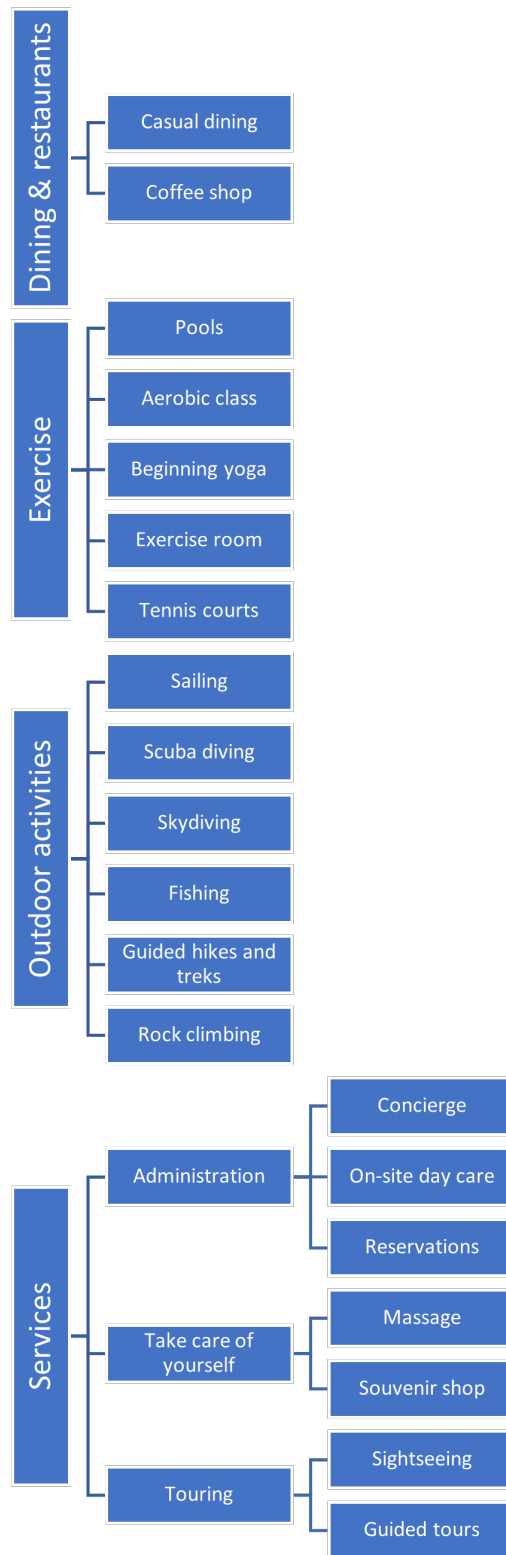 Dining & restaurants
Casual dining
Coffee shop
Exercise
Pools
Aerobic class
Beginning yoga
Exercise room
Tennis courts
Outdoor activities
Sailing
Scuba diving
Skydiving
Fishing
Guided hikes and
treks
Rock climbing
Services
Administration
Concierge
On-site day care
Reservations
Take care of
yourself
Massage
Souvenir shop
Touring
Sightseeing
Guided tours